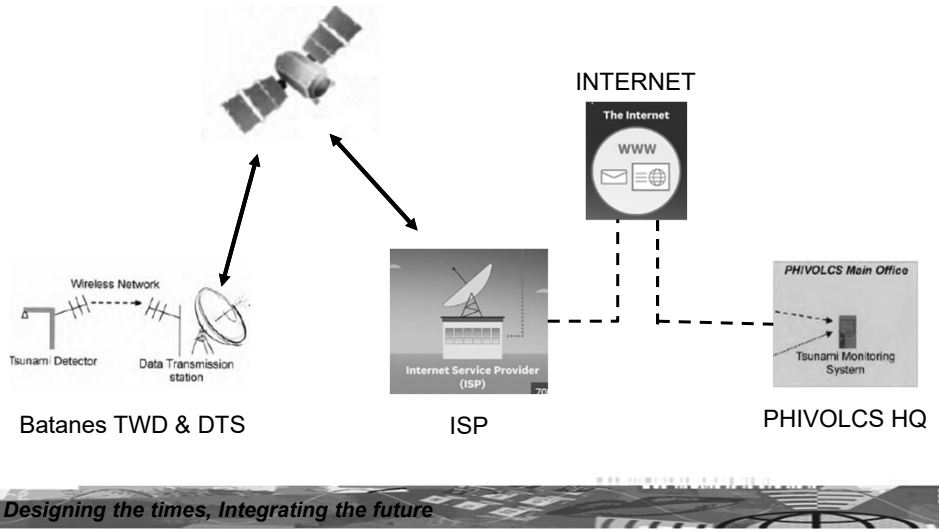 INTERNET
The Internet
WWW
Wireless Network
Tsunami Detector
Data Transmission
station
Batanes TWD & DTS
Internet Service Provider
(ISP)
70
ISP
PHIVOLCS Main Office
Tsunami Monitoring
System
PHIVOLCS HQ
Designing the times, Integrating the future